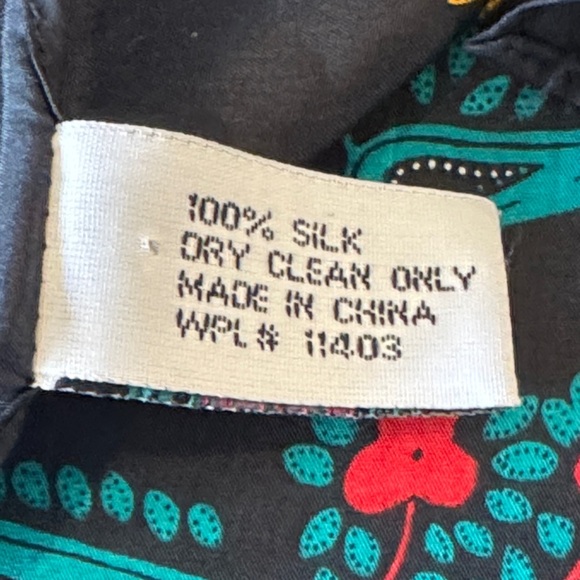 100% SILK
DRY CLEAN ONLY
MADE IN CHINA
WPL# 11403